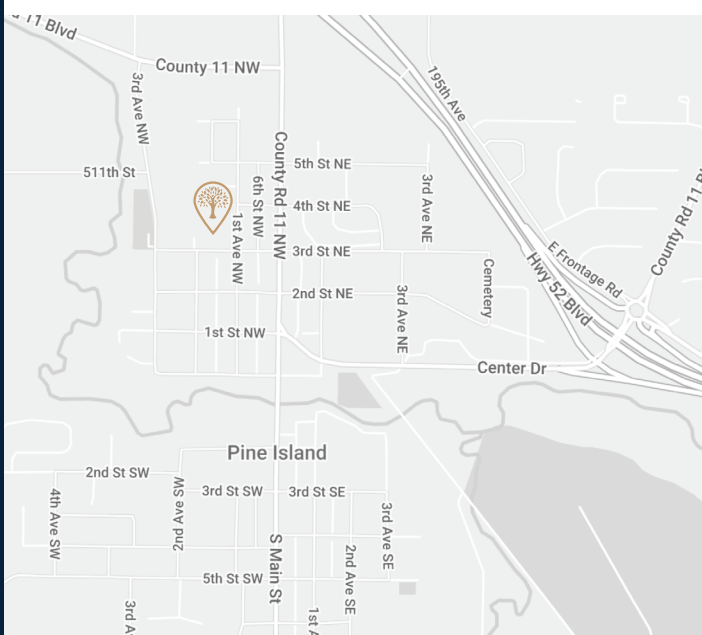 11 Blvd
County 11 NW
3rd Ave NW
195th Ave
County Rd 11 NW
5th St NE
511th St
6th St NW
3rd Ave NE
4th St NE
1st Ave NW
County Rd 11
3rd St NE
E Frontage Rd
Cemetery
Hwy 52 Blvd
2nd St NE
3rd Ave NE
1st St NW
Center Dr
Pine Island
2nd St SW
2nd Ave SW
4th Ave SW
3rd St SW
3rd St SE
3rd Ave SE
S Main St
2nd Ave SE
5th St SW
3rd
1st